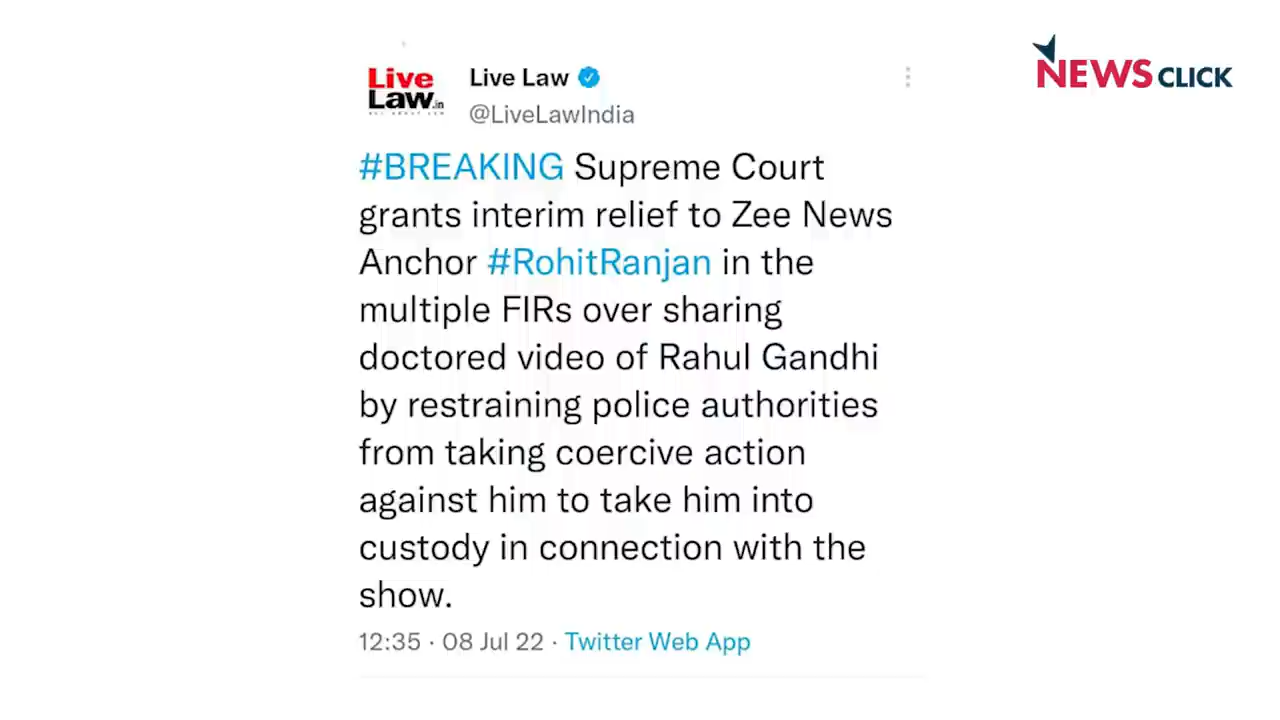 NEWS CLICK
Live
Law.in
Live Law
@LiveLawIndia
#BREAKING Supreme Court
grants interim relief to Zee News
Anchor #RohitRanjan in the
multiple FIRs over sharing
doctored video of Rahul Gandhi
by restraining police authorities
from taking coercive action
against him to take him into
custody in connection with the
show.
12:35 · 08 Jul 22 · Twitter Web App